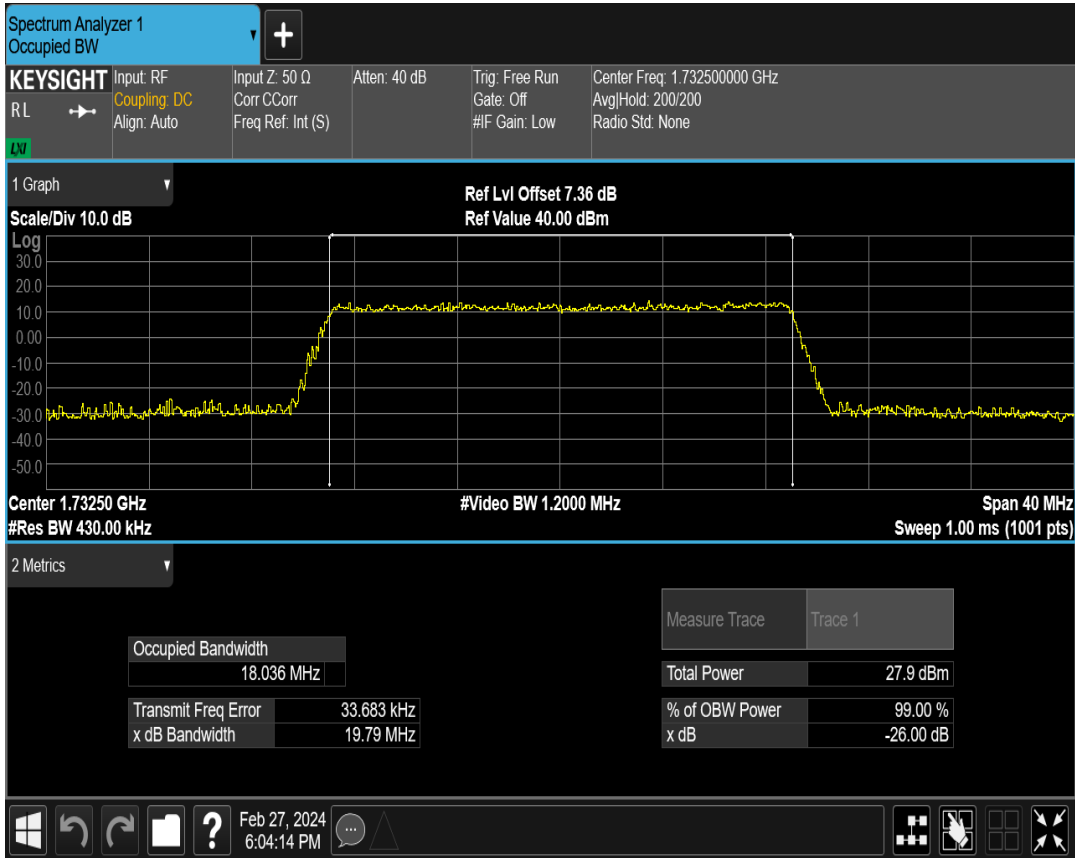 Spectrum Analyzer 1
Occupied BW
+
KEYSIGHT
RL
LXI
Input: RF
Coupling: DC
Align: Auto
Input Z: 50 Ω
Corr CCorr
Freq Ref: Int (S)
Atten: 40 dB
Trig: Free Run
Gate: Off
#IF Gain: Low
Center Freq: 1.732500000 GHz
Avg|Hold: 200/200
Radio Std: None
1 Graph
Scale/Div 10.0 dB
Ref Lvl Offset 7.36 dB
Ref Value 40.00 dBm
Log
30.0
20.0
10.0
0.00
-10.0
-20.0
-30.0
-40.0
-50.0
Center 1.73250 GHz
#Video BW 1.2000 MHz
Span 40 MHz
#Res BW 430.00 kHz
Sweep 1.00 ms (1001 pts)
2 Metrics
Measure Trace Trace 1
Occupied Bandwidth
18.036 MHz
Total Power 27.9 dBm
Transmit Freq Error 33.683 kHz
% of OBW Power 99.00 %
x dB Bandwidth 19.79 MHz
x dB -26.00 dB
?
Feb 27, 2024
6:04:14 PM